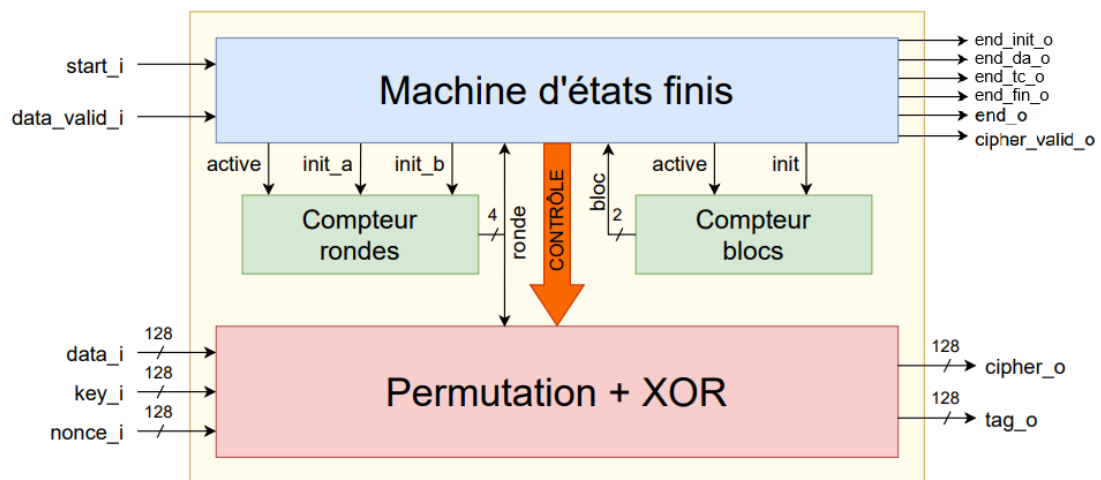 start_i
data_valid_i
Machine d'états finis
end_init_o
end_da_o
end_tc_o
end_fin_o
end_o
cipher_valid_o
active
init_a
init_b
bloc
active
init
Compteur
rondes
4
ronde
CONTRÔLE
2
Compteur
blocs
128
data_i
128
key_i
128
nonce_i
Permutation + XOR
128
cipher_o
128
tag_o